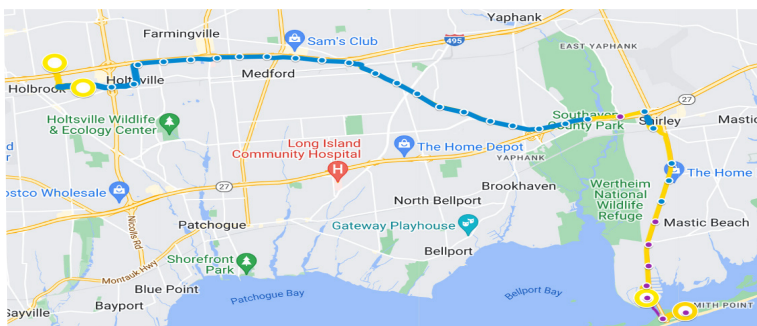 Yaphank
Farmingville
Sam's Club
495
EAST YAPHANK
Holbrook
Holtsville
Medford
27
Southaven
County Park
Shirley
Mastic
Holtsville Wildlife
& Ecology Center
Long Island
Community Hospital
H
The Home Depot
YAPHANK
The Home
ostco Wholesale
27
Brookhaven
Wertheim
National
Wildlife
Refuge
Nicolls Rd
North Bellport
Mastic Beach
Patchogue
Gateway Playhouse
Bellport
Shorefront
Park
Montauk Hwy
Blue Point
Patchogue Bay
Bellport Bay
Bayport
Sayville
MITH POINT